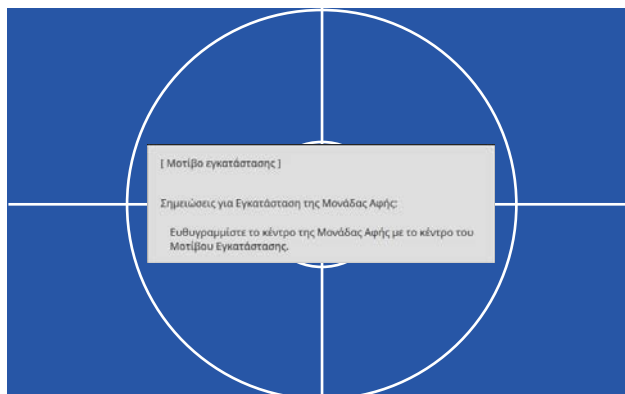 [ Μοτίβο εγκατάστασης ]
Σημειώσεις για Εγκατάσταση της Μονάδας Αφής:
Ευθυγραμμίστε το κέντρο της Μονάδας Αφής με το κέντρο του
Μοτίβου Εγκατάστασης.